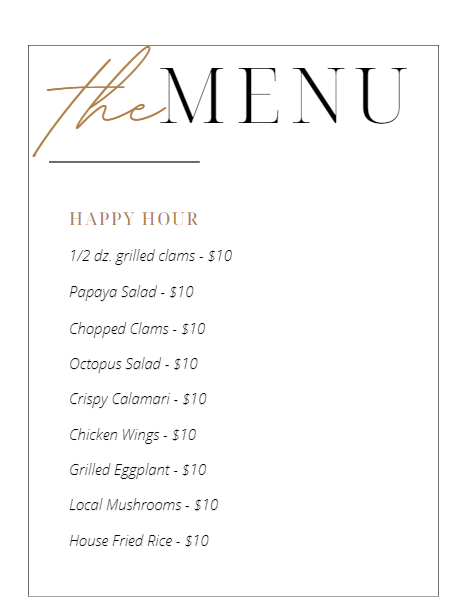 the MENU
HAPPY HOUR
1/2 dz. grilled clams - $10
Papaya Salad - $10
Chopped Clams - $10
Octopus Salad - $10
Crispy Calamari - $10
Chicken Wings - $10
Grilled Eggplant - $10
Local Mushrooms - $10
House Fried Rice - $10